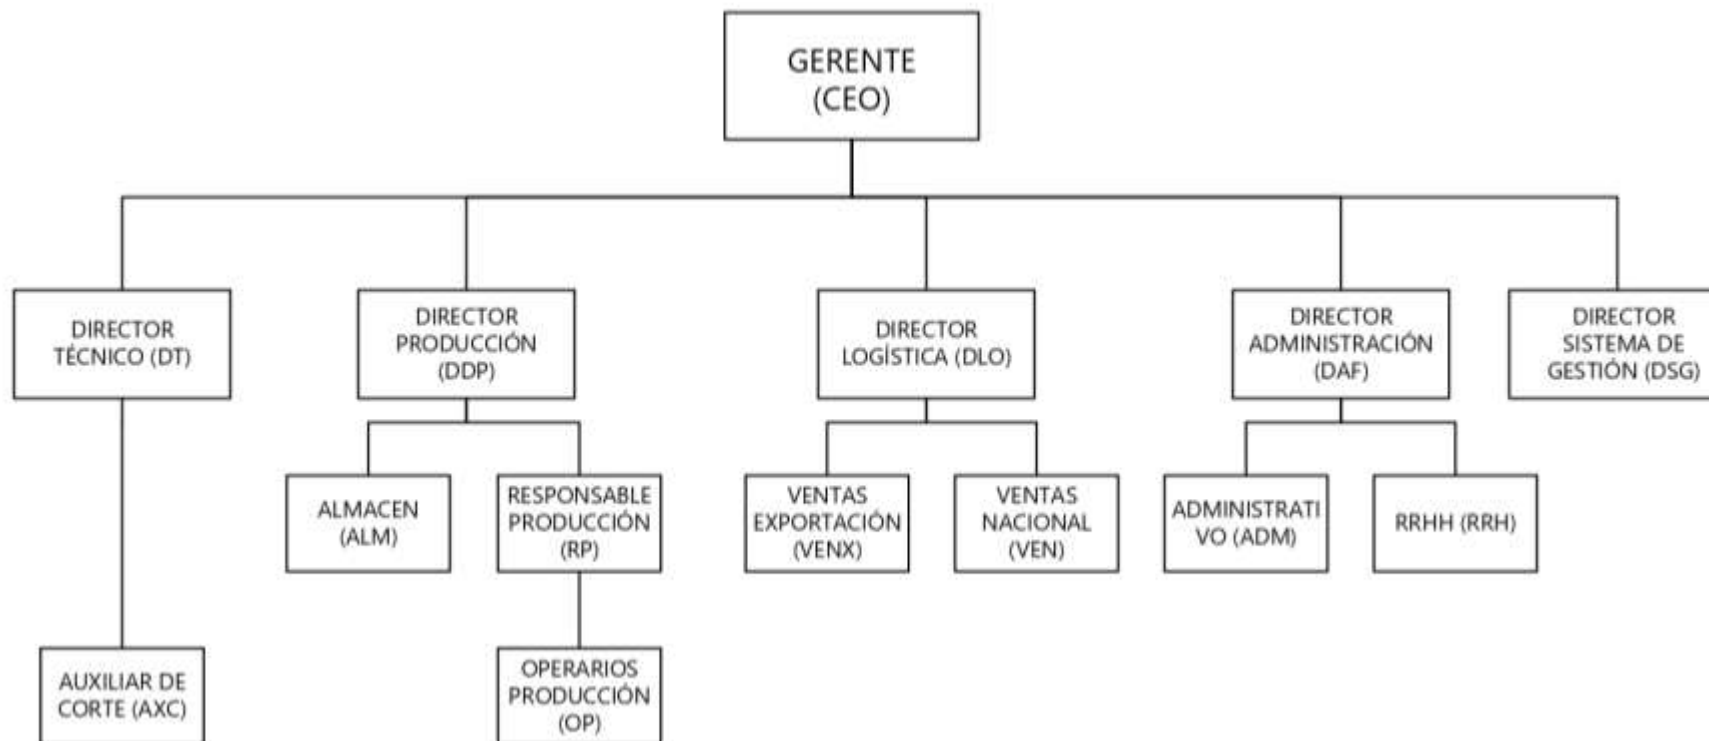 GERENTE
(CEO)
DIRECTOR
TÉCNICO (DT)
DIRECTOR
PRODUCCIÓN
(DDP)
DIRECTOR
LOGÍSTICA (DLO)
DIRECTOR
ADMINISTRACIÓN
(DAF)
DIRECTOR
SISTEMA DE
GESTIÓN (DSG)
ALMACEN
(ALM)
RESPONSABLE
PRODUCCIÓN
(RP)
VENTAS
EXPORTACIÓN
(VENX)
VENTAS
NACIONAL
(VEN)
ADMINISTRATI
VO (ADM)
RRHH (RRH)
AUXILIAR DE
CORTE (AXC)
OPERARIOS
PRODUCCIÓN
(OP)